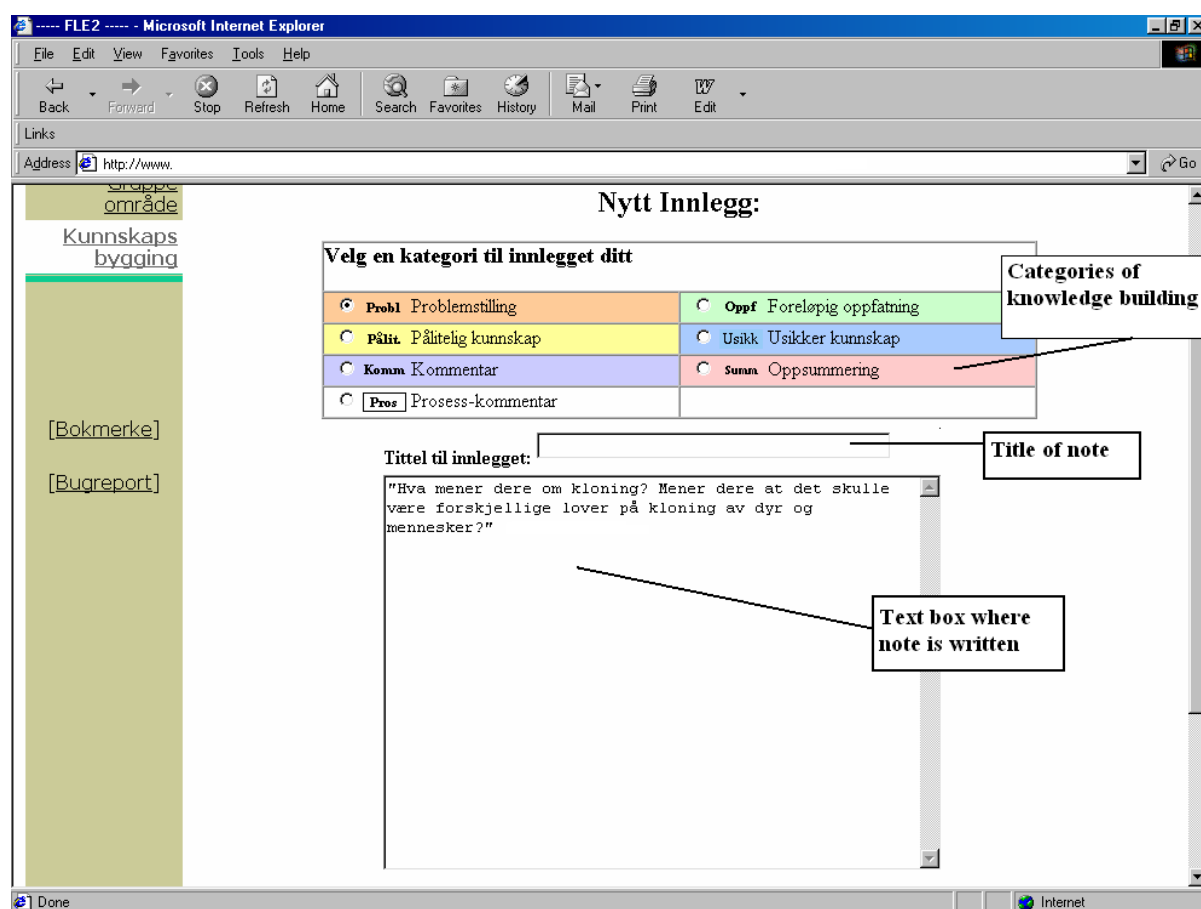 ----- FLE2 ----- - Microsoft Internet Explorer
File Edit View Favorites Tools Help
Back Forward Stop Refresh Home Search Favorites History Mail Print Edit
Links
Address http://www. Go
Gruppe
område
Kunnskaps
bygging
[Bokmerke]
[Bugreport]
Nytt Innlegg:
Velg en kategori til innlegget ditt
Probl Problemstilling Oppf Foreløpig oppfatning
Pålit. Pålitelig kunnskap Usikk Usikker kunnskap
Komm Kommentar Summ Oppsummering
Pros Prosess-kommentar
Categories of
knowledge building
Tittel til innlegget:
Title of note
"Hva mener dere om kloning? Mener dere at det skulle
være forskjellige lover på kloning av dyr og
mennesker?"
Text box where
note is written
Done Internet